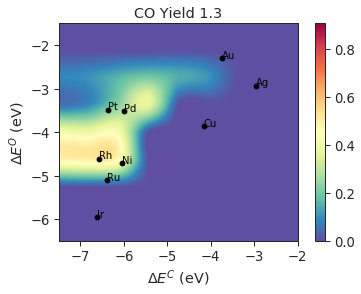 CO Yield 1.3
ΔE^O (eV)
−2
−3
−4
−5
−6
Au
Ag
Pt
Pd
Cu
Rh
Ni
Ru
Ir
−7
−6
−5
−4
−3
−2
ΔE^C (eV)
0.8
0.6
0.4
0.2
0.0